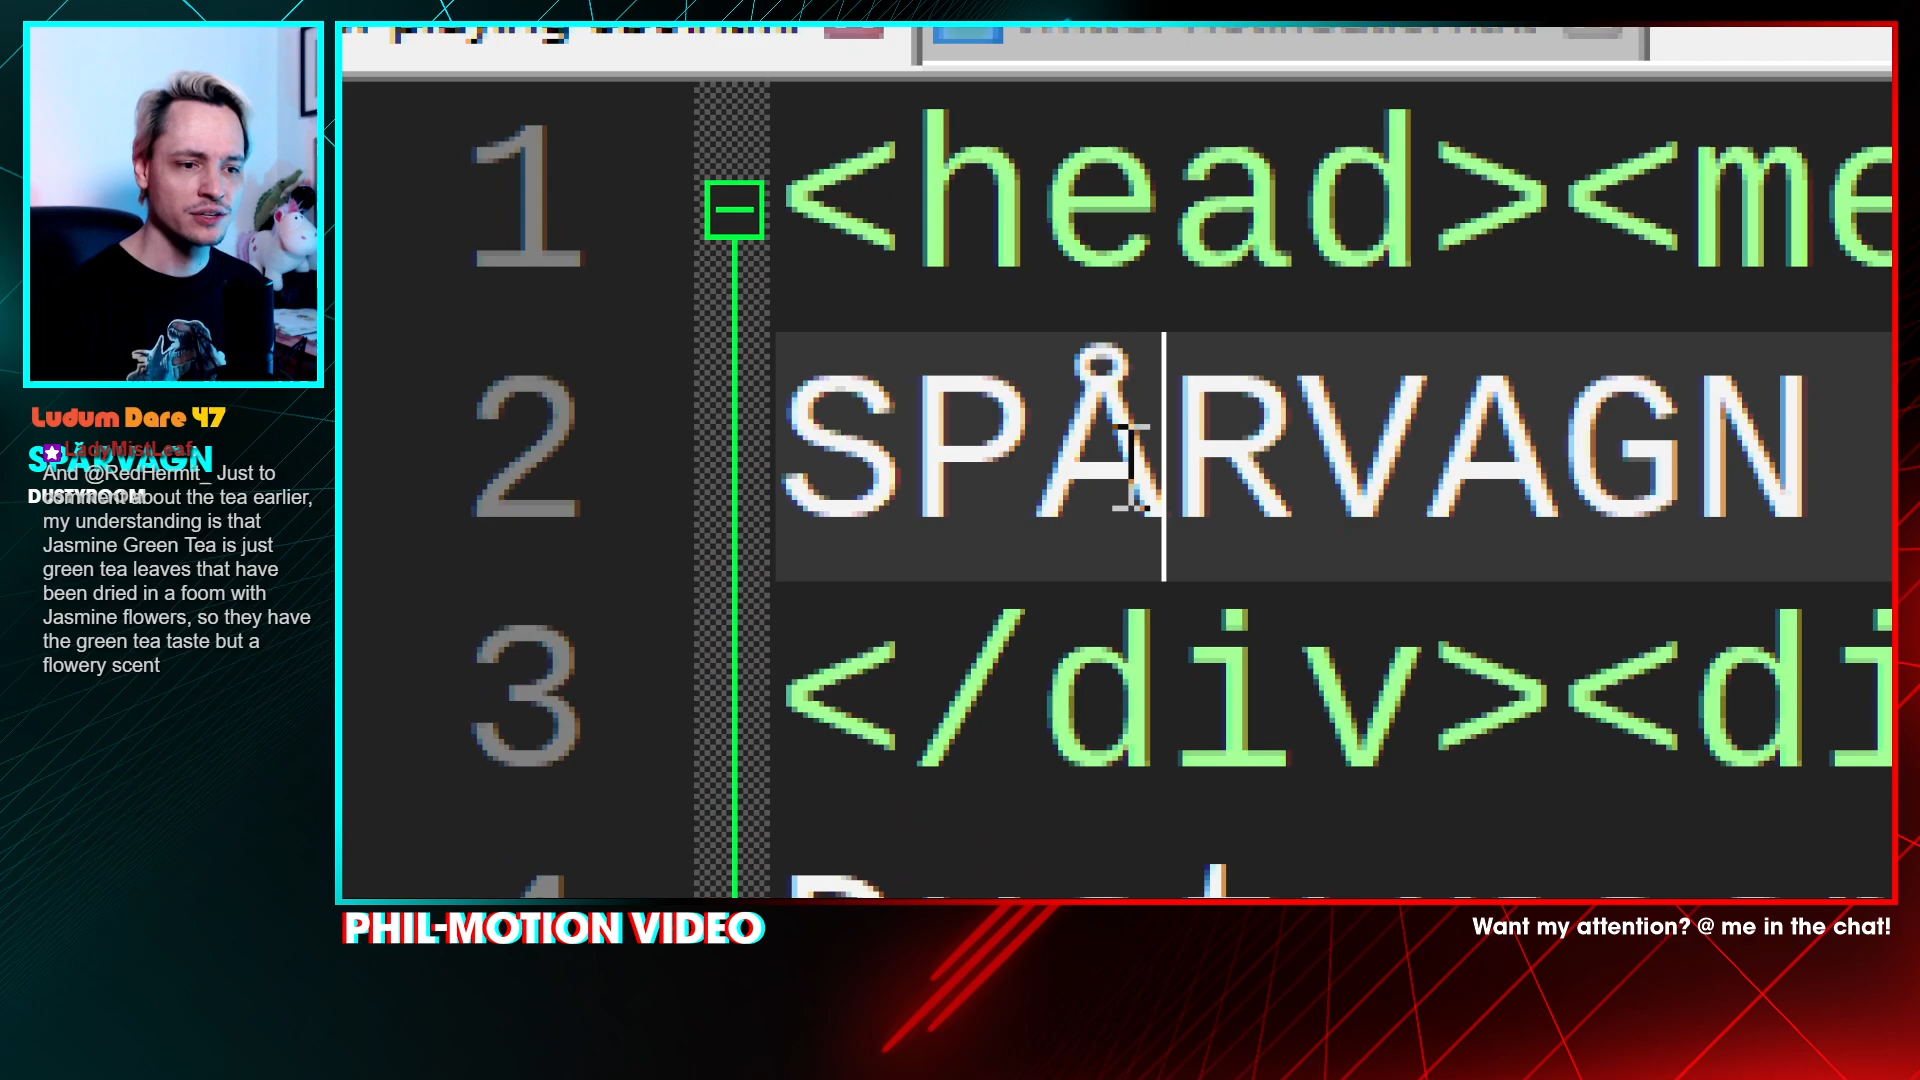 1 <head><me
2 SPÅRVAGN
3 </div><di
Ludum Dare 47
LadyMistLeaf
SPÅRVAGN
And @RedHermit_ Just to
DUSTYROOM
about the tea earlier,
my understanding is that
Jasmine Green Tea is just
green tea leaves that have
been dried in a foom with
Jasmine flowers, so they have
the green tea taste but a
flowery scent
PHIL-MOTION VIDEO
Want my attention? @ me in the chat!